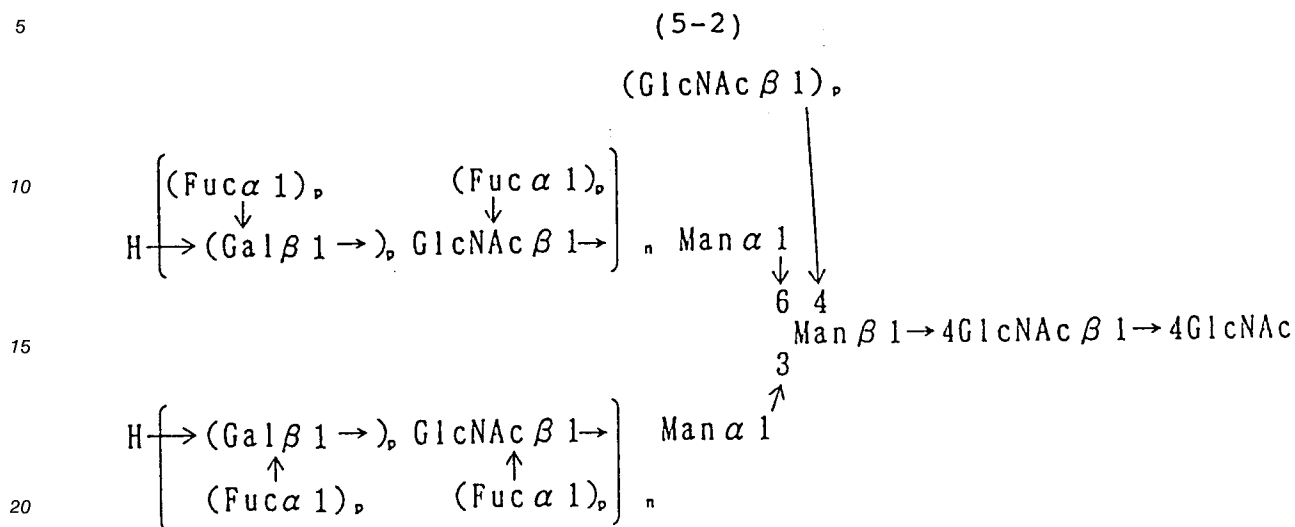 5 (5-2)
(GlcNAcβ1)p
10 (Fucα1)p (Fucα1)p
H→(Galβ1→)p GlcNAcβ1→ n Manα1
6 4
15 Manβ1→4GlcNAcβ1→4GlcNAc
3
H→(Galβ1→)p GlcNAcβ1→ Manα1
20 (Fucα1)p (Fucα1)p n